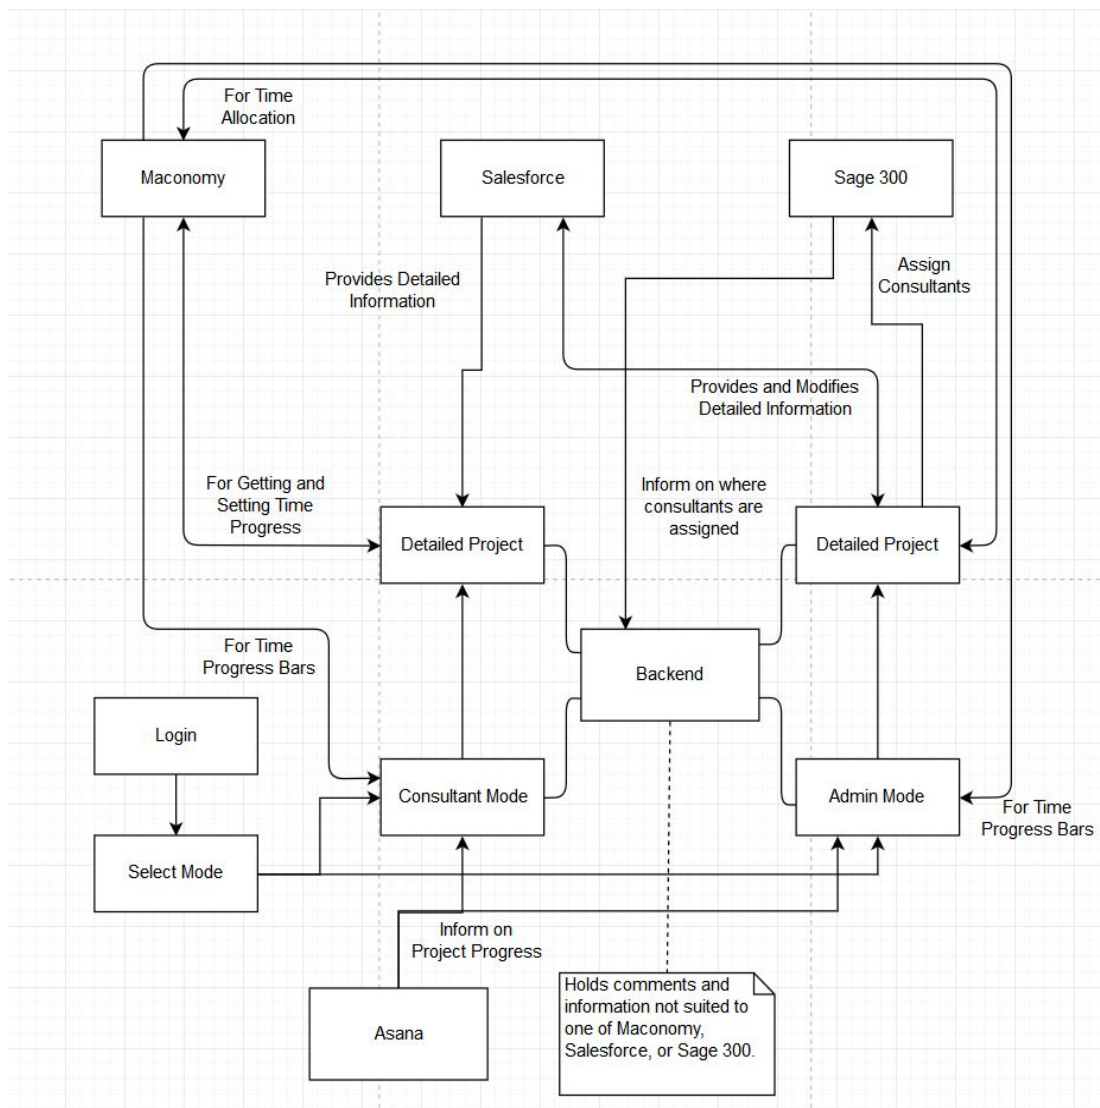 For Time
Allocation
Maconomy
Salesforce
Sage 300
Provides Detailed
Information
Assign
Consultants
Provides and Modifies
Detailed Information
For Getting and
Setting Time
Progress
Inform on where
consultants are
assigned
Detailed Project
Detailed Project
For Time
Progress Bars
Backend
Login
Consultant Mode
Admin Mode
For Time
Progress Bars
Select Mode
Inform on
Project Progress
Asana
Holds comments and
information not suited to
one of Maconomy,
Salesforce, or Sage 300.